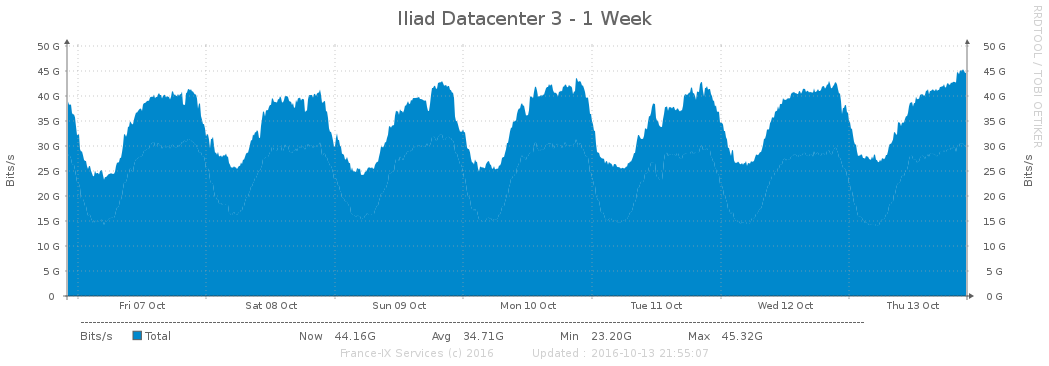 Iliad Datacenter 3 - 1 Week
RRDTOOL / TOBI OETIKER
50 G 50 G
45 G 45 G
40 G 40 G
35 G 35 G
30 G 30 G
25 G 25 G
20 G 20 G
15 G 15 G
10 G 10 G
5 G 5 G
0 0 G
Bits/s
Bits/s
Fri 07 Oct Sat 08 Oct Sun 09 Oct Mon 10 Oct Tue 11 Oct Wed 12 Oct Thu 13 Oct
Bits/s Total Now 44.16G Avg 34.71G Min 23.20G Max 45.32G
France-IX Services (c) 2016 Updated : 2016-10-13 21:55:07